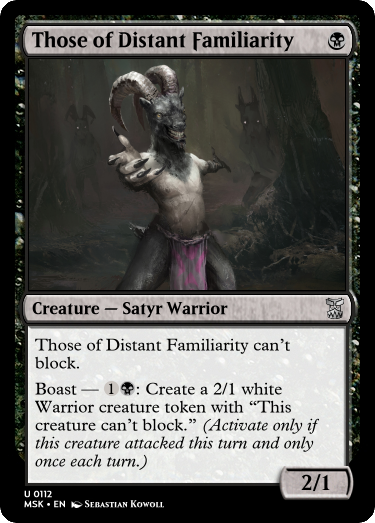 Those of Distant Familiarity
Creature — Satyr Warrior
Those of Distant Familiarity can't
block.
Boast — 1 : Create a 2/1 white
Warrior creature token with “This
creature can't block.” (Activate only if
this creature attacked this turn and only
once each turn.)
2/1
U 0112
MSK • EN Sebastian Kowoll